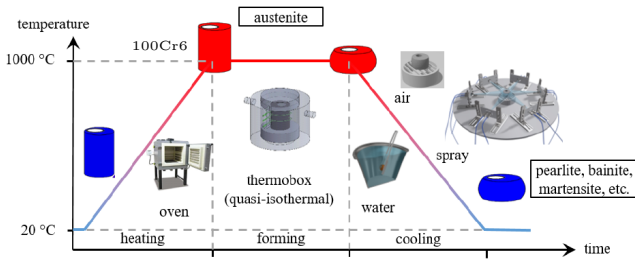 temperature
austenite
100Cr6
1000 °C
air
spray
thermobox
(quasi-isothermal)
oven
water
pearlite, bainite,
martensite, etc.
20 °C
heating
forming
cooling
time